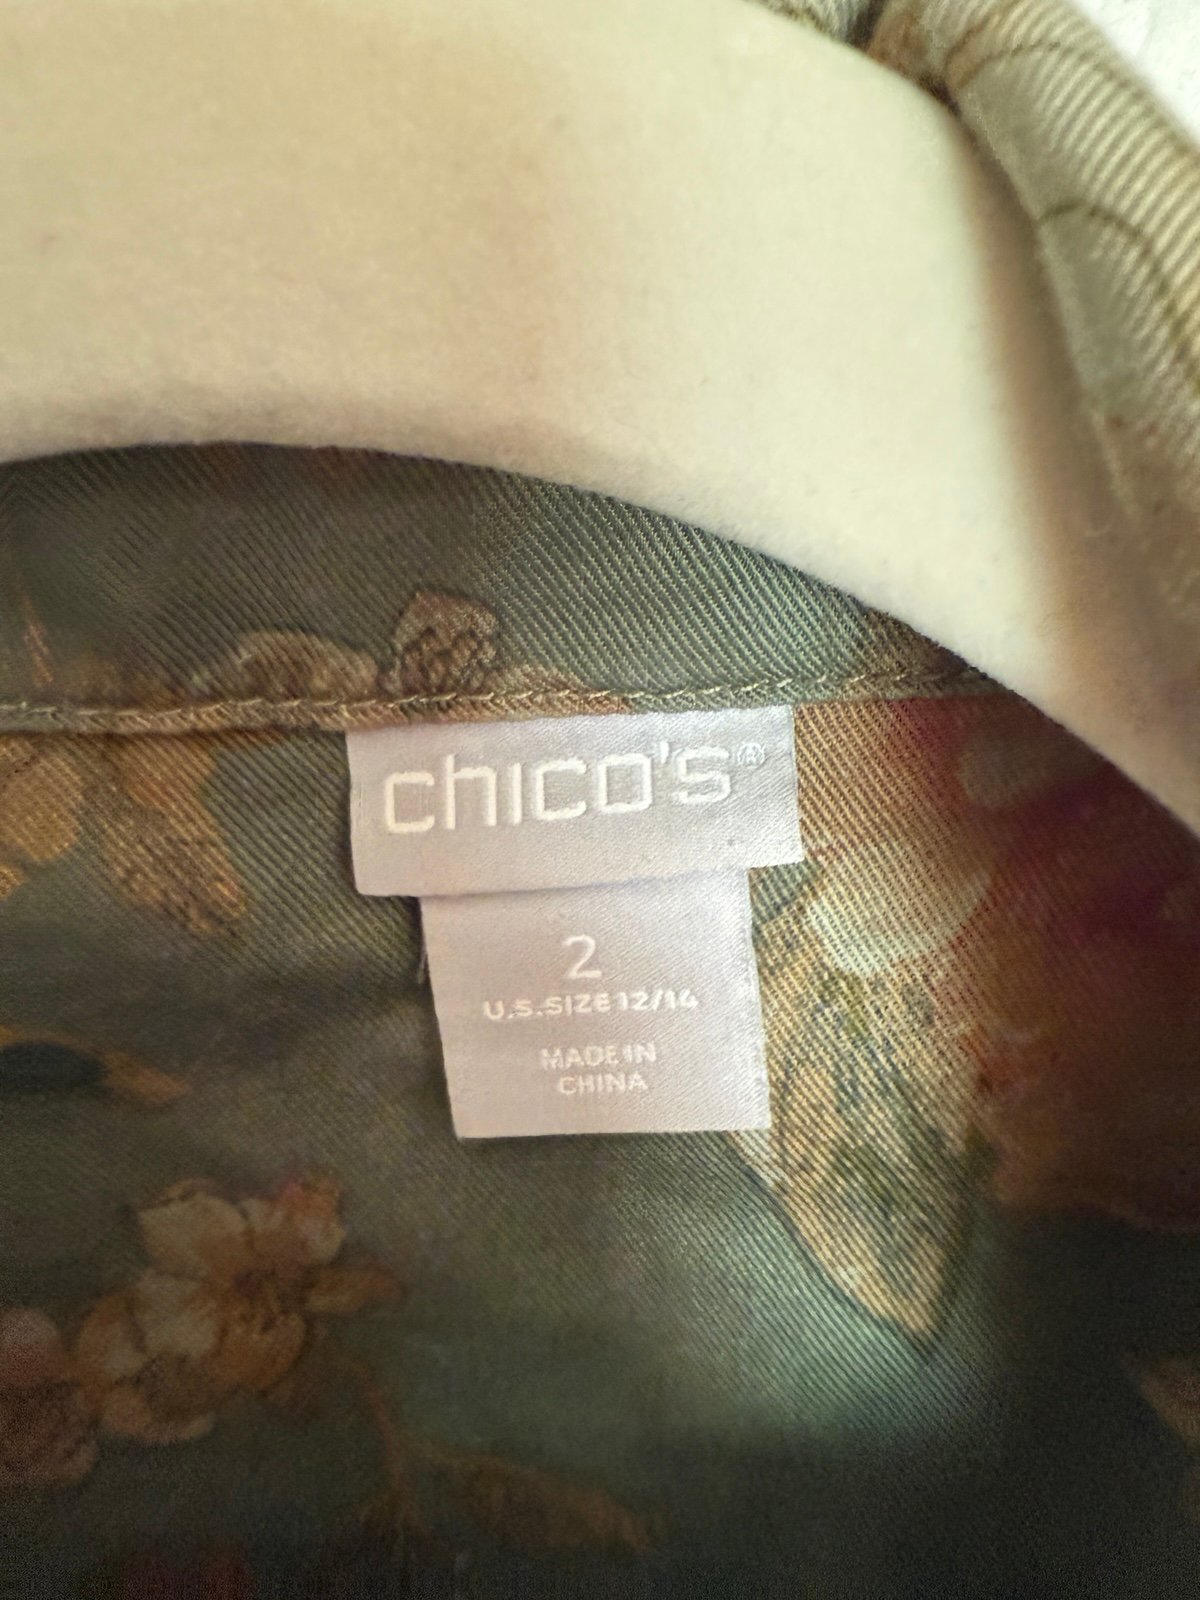 chico's®
2
U.S. SIZE 12/14
MADE IN
CHINA